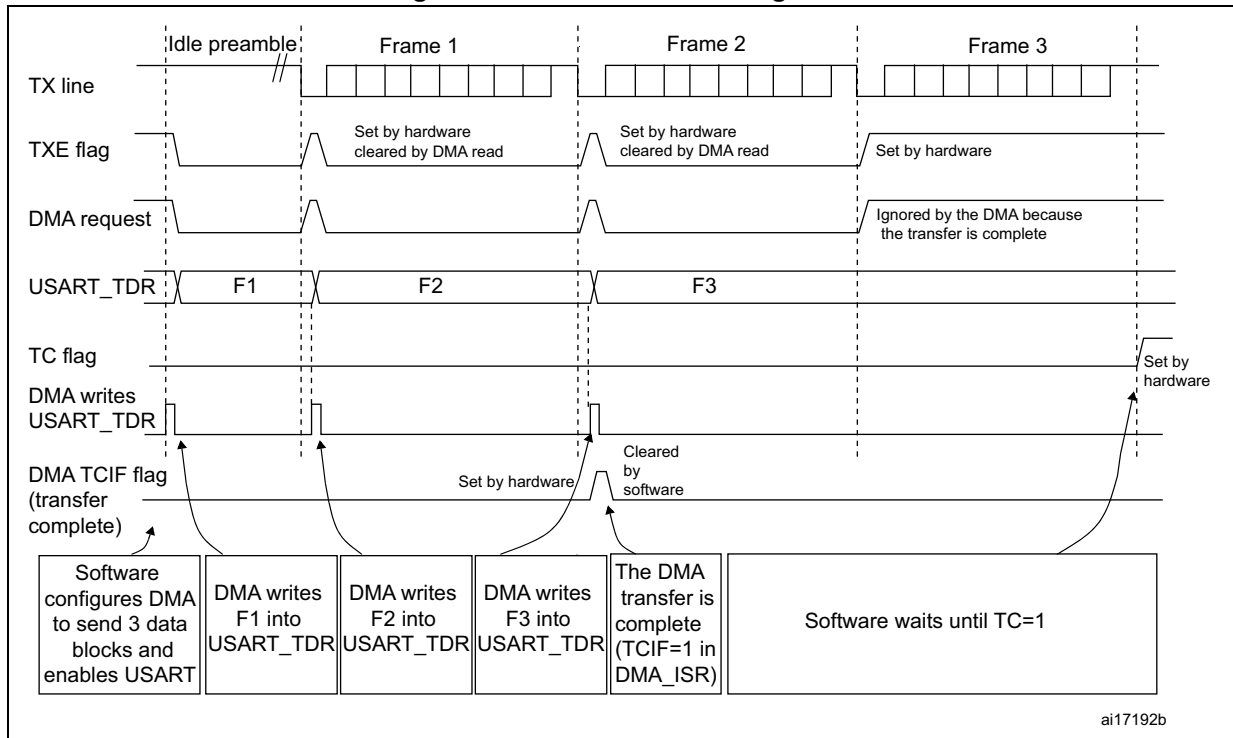 Idle preamble
Frame 1
Frame 2
Frame 3
TX line
TXE flag
Set by hardware
cleared by DMA read
Set by hardware
cleared by DMA read
Set by hardware
DMA request
Ignored by the DMA because
the transfer is complete
USART_TDR
F1
F2
F3
TC flag
Set by
hardware
DMA writes
USART_TDR
DMA TCIF flag
(transfer
complete)
Set by hardware
Cleared
by
software
Software
configures DMA
to send 3 data
blocks and
enables USART
DMA writes
F1 into
USART_TDR
DMA writes
F2 into
USART_TDR
DMA writes
F3 into
USART_TDR
The DMA
transfer is
complete
(TCIF=1 in
DMA_ISR)
Software waits until TC=1
ai17192b